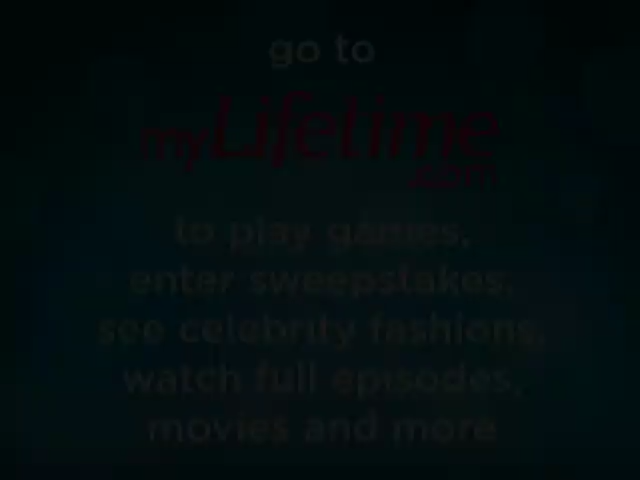 go to
myLifetime
.com
to play games,
enter sweepstakes,
see celebrity fashions,
watch full episodes,
movies and more